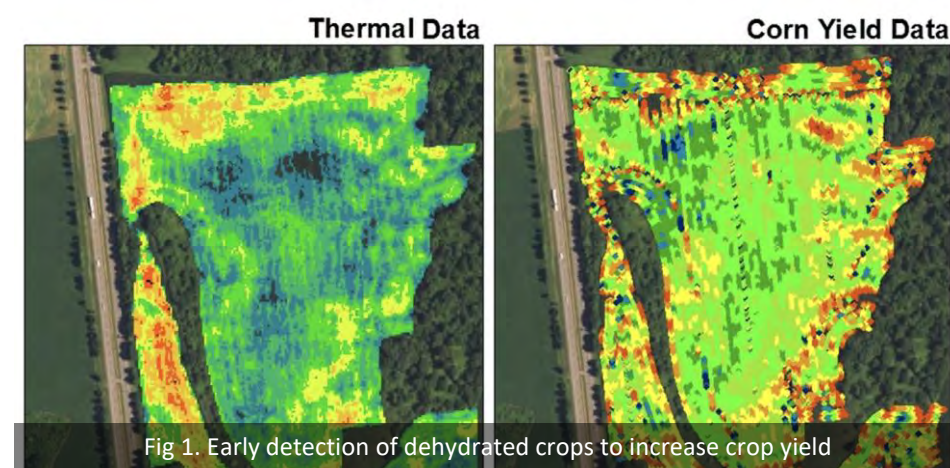 Thermal Data
Corn Yield Data
Fig 1. Early detection of dehydrated crops to increase crop yield